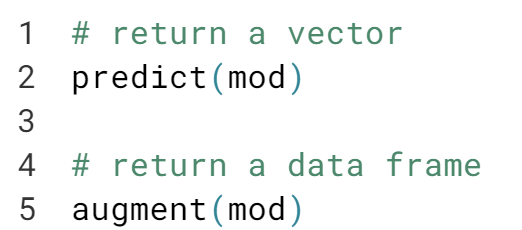 1 # return a vector
2 predict(mod)
3
4 # return a data frame
5 augment(mod)